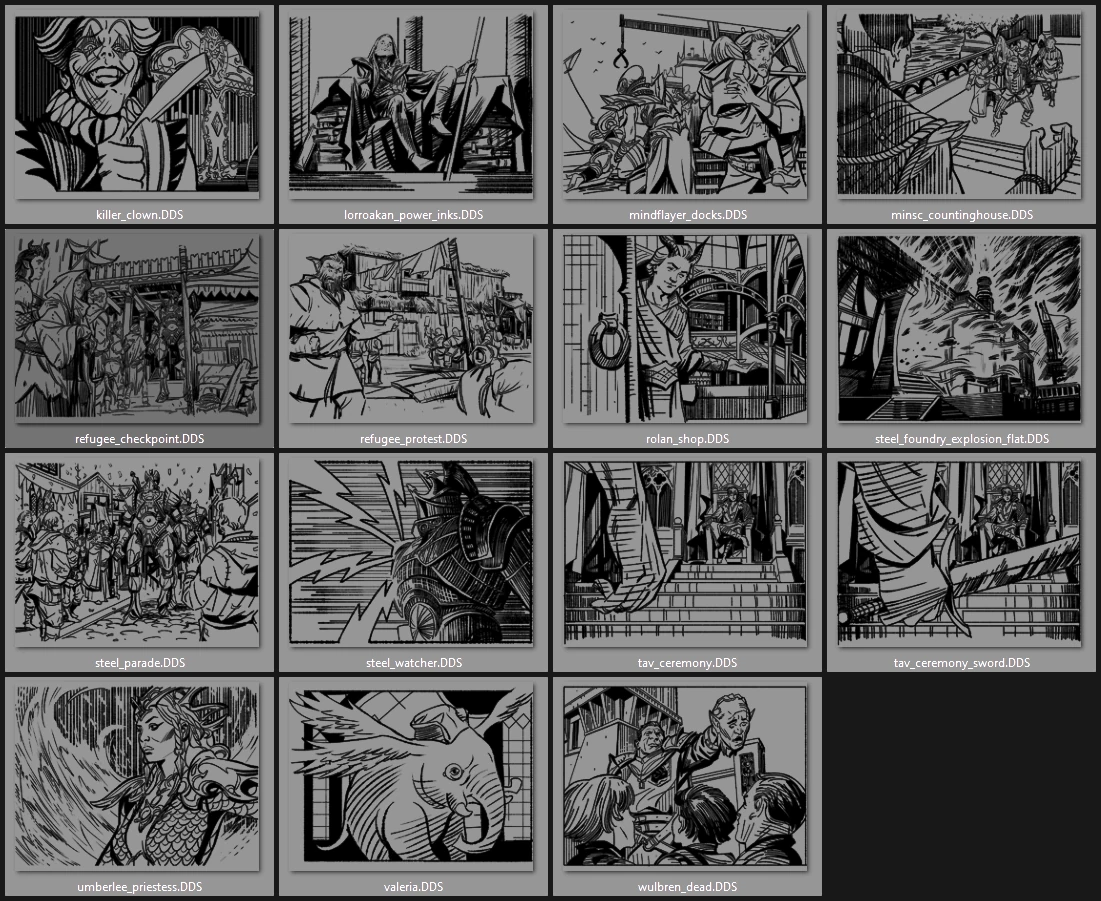 killer_clown.DDS
lorroakan_power_inks.DDS
mindflayer_docks.DDS
minsc_countinghouse.DDS
refugee_checkpoint.DDS
refugee_protest.DDS
rolan_shop.DDS
steel_foundry_explosion_flat.DDS
steel_parade.DDS
steel_watcher.DDS
tav_ceremony.DDS
tav_ceremony_sword.DDS
umberlee_priestess.DDS
valeria.DDS
wulbren_dead.DDS